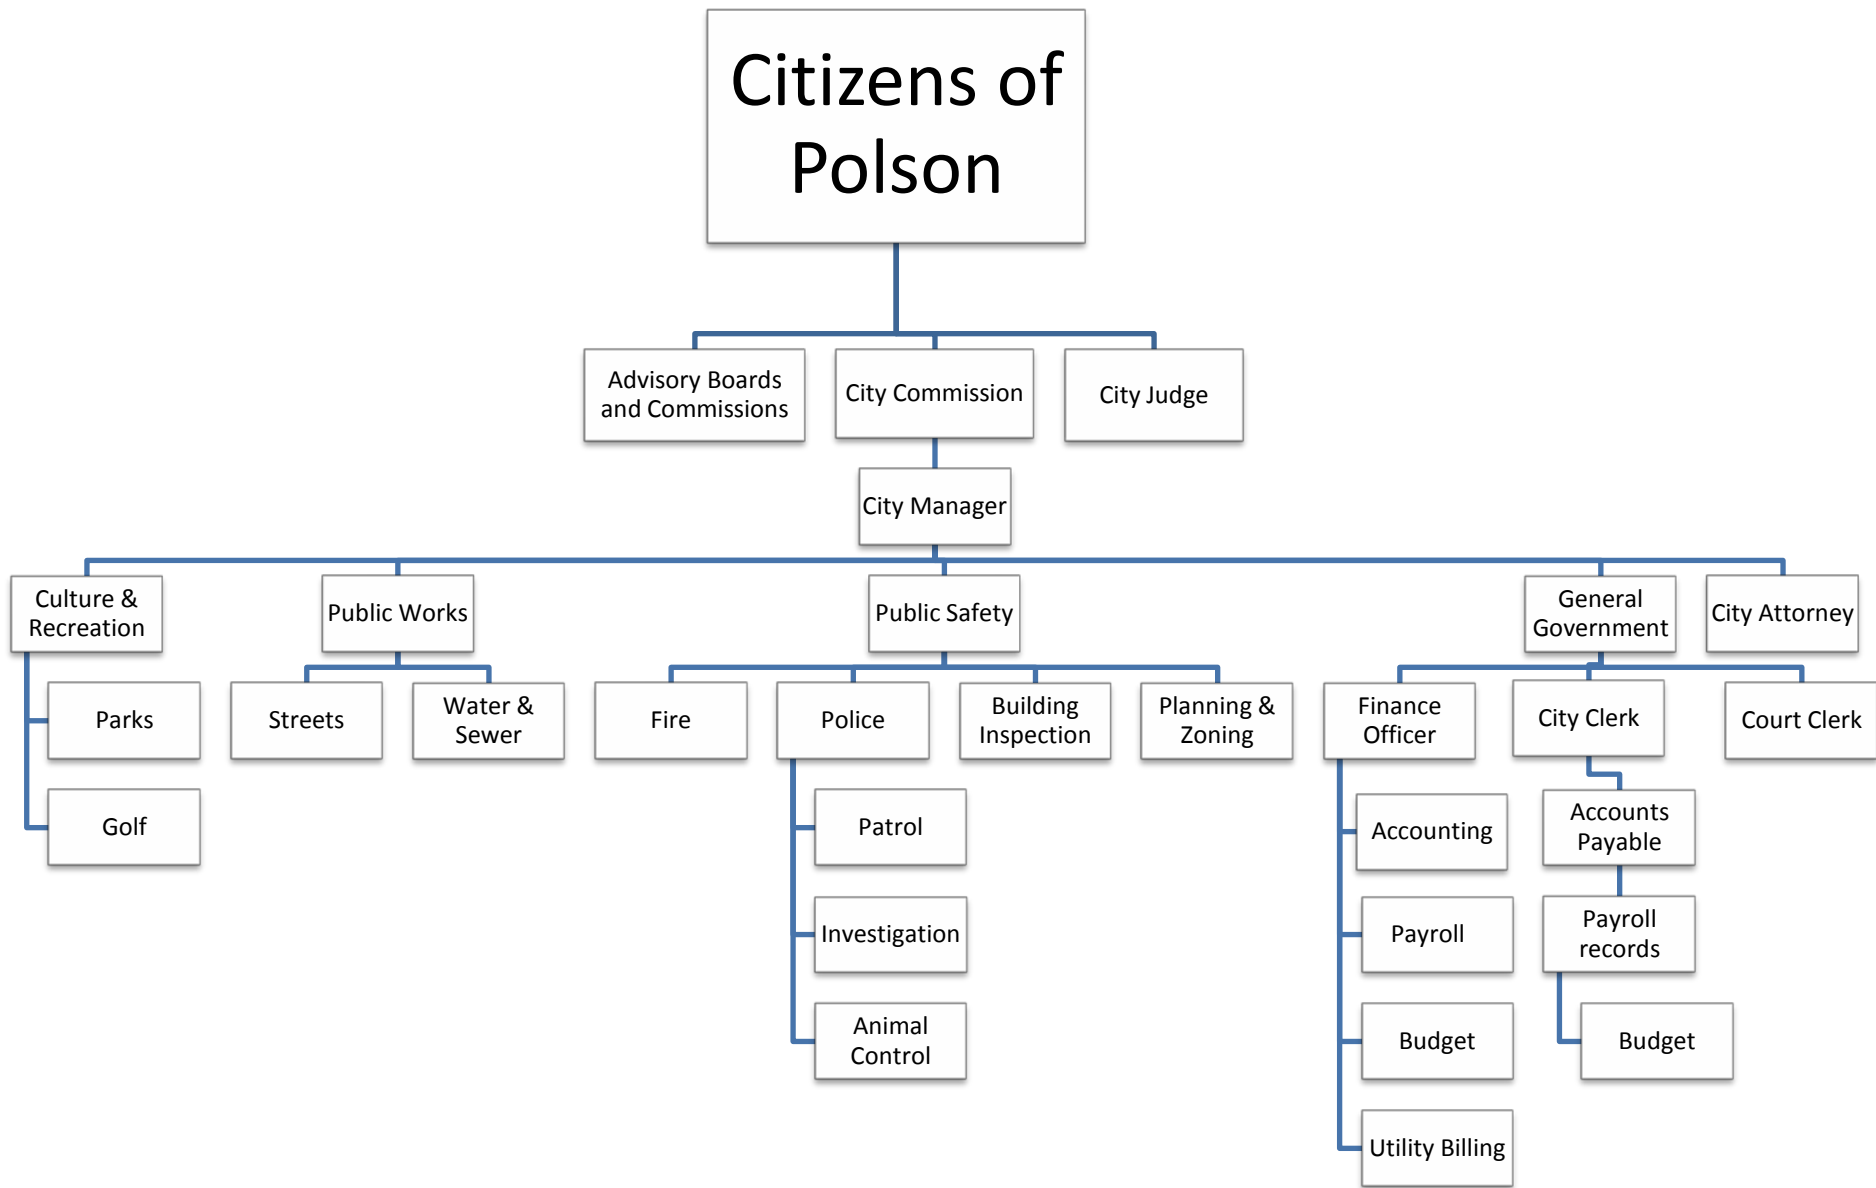 Citizens of
Polson
Advisory Boards
and Commissions
City Commission
City Judge
City Manager
Culture &
Recreation
Public Works
Public Safety
General
Government
City Attorney
Parks
Streets
Water &
Sewer
Fire
Police
Building
Inspection
Planning &
Zoning
Finance
Officer
City Clerk
Court Clerk
Golf
Patrol
Accounting
Accounts
Payable
Investigation
Payroll
Payroll
records
Animal
Control
Budget
Budget
Utility Billing